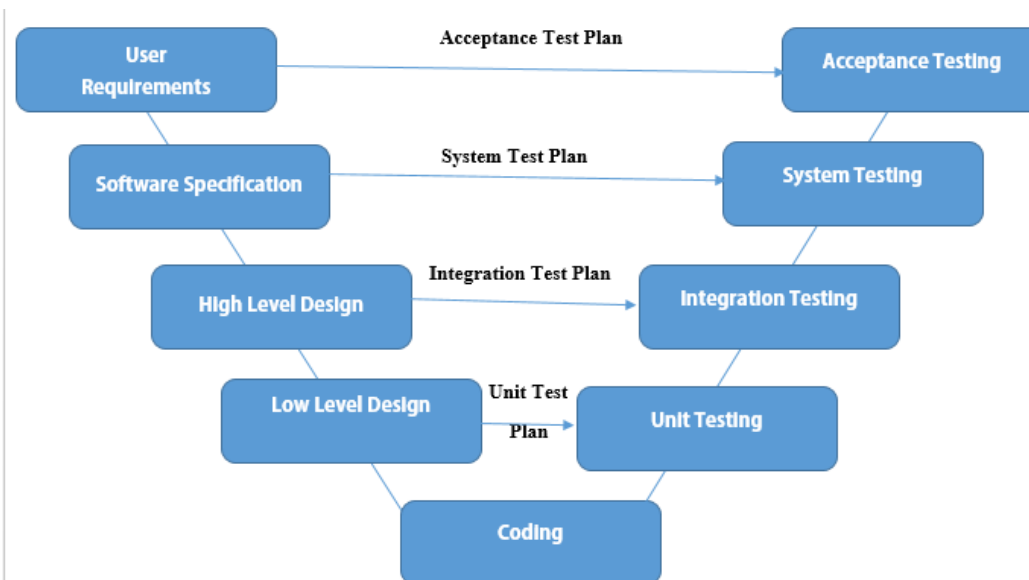 User
Requirements
Acceptance Test Plan
Acceptance Testing
Software Specification
System Test Plan
System Testing
High Level Design
Integration Test Plan
Integration Testing
Low Level Design
Unit Test
Plan
Unit Testing
Coding